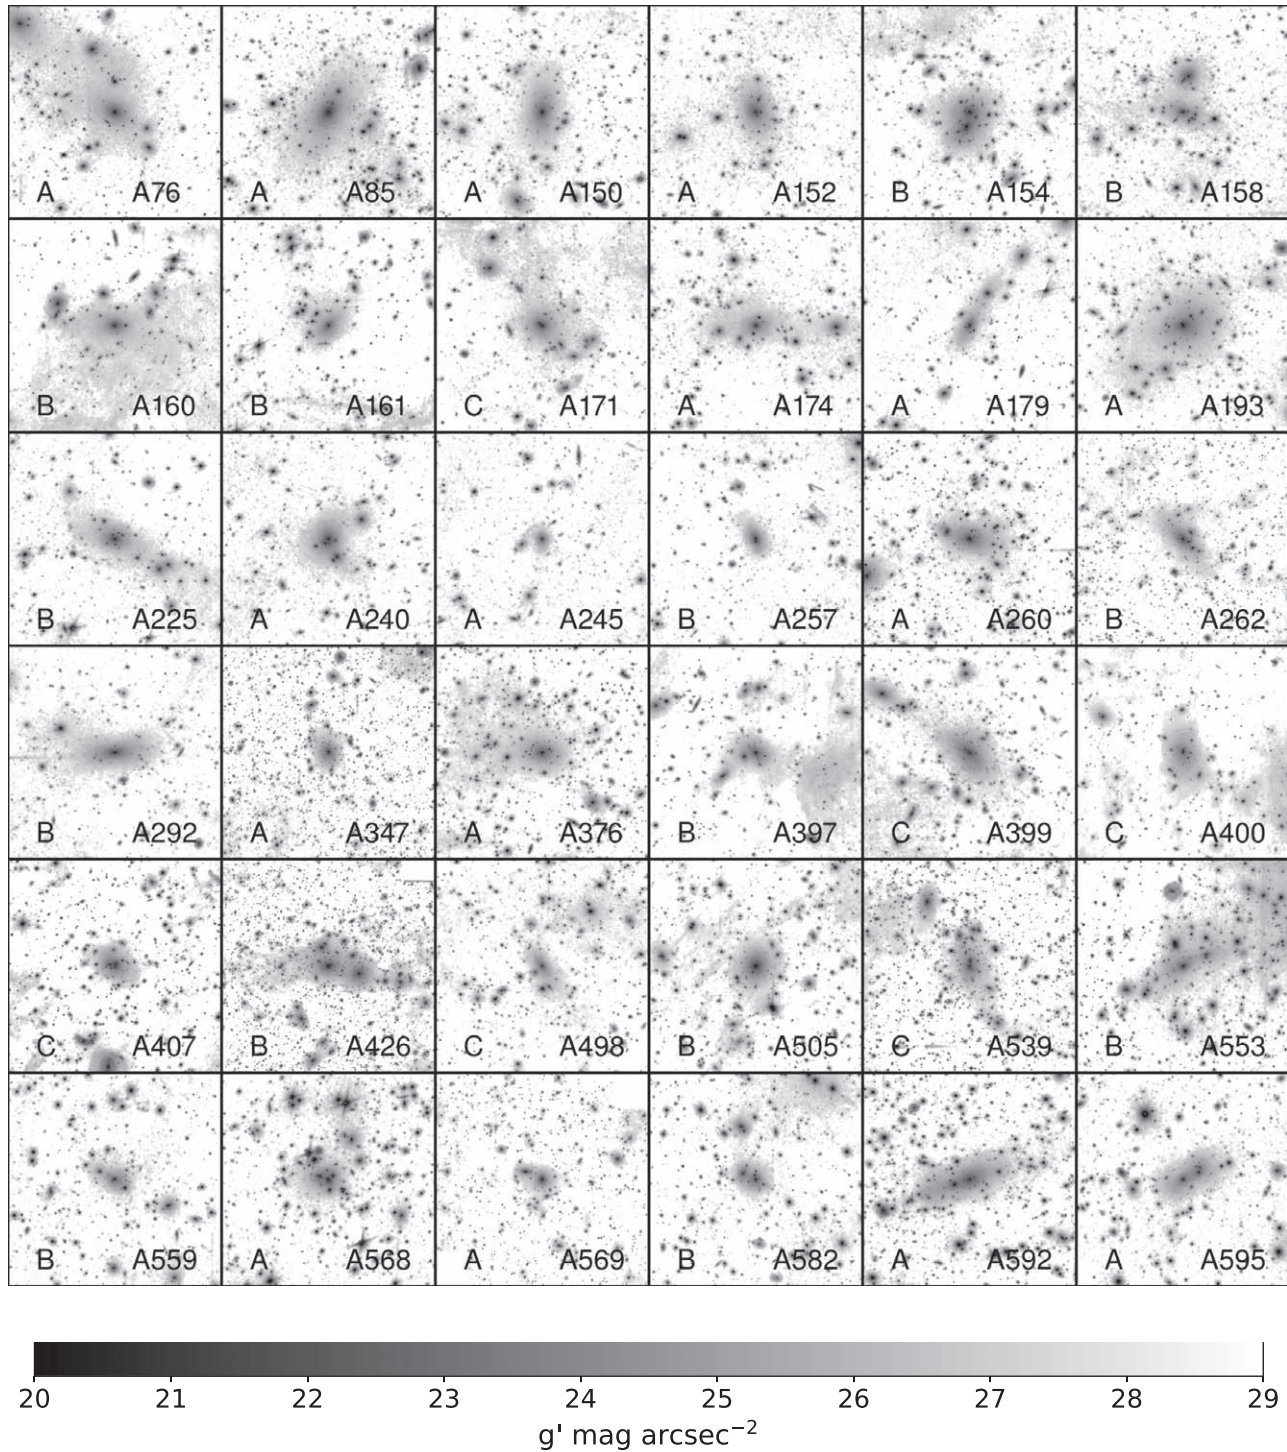 A A76 A A85 A A150 A A152 B A154 B A158
B A160 B A161 C A171 A A174 A A179 A A193
B A225 A A240 A A245 B A257 A A260 B A262
B A292 A A347 A A376 B A397 C A399 C A400
C A407 B A426 C A498 B A505 C A539 B A553
B A559 A A568 A A569 B A582 A A592 A A595
20 21 22 23 24 25 26 27 28 29
g' mag arcsec⁻²